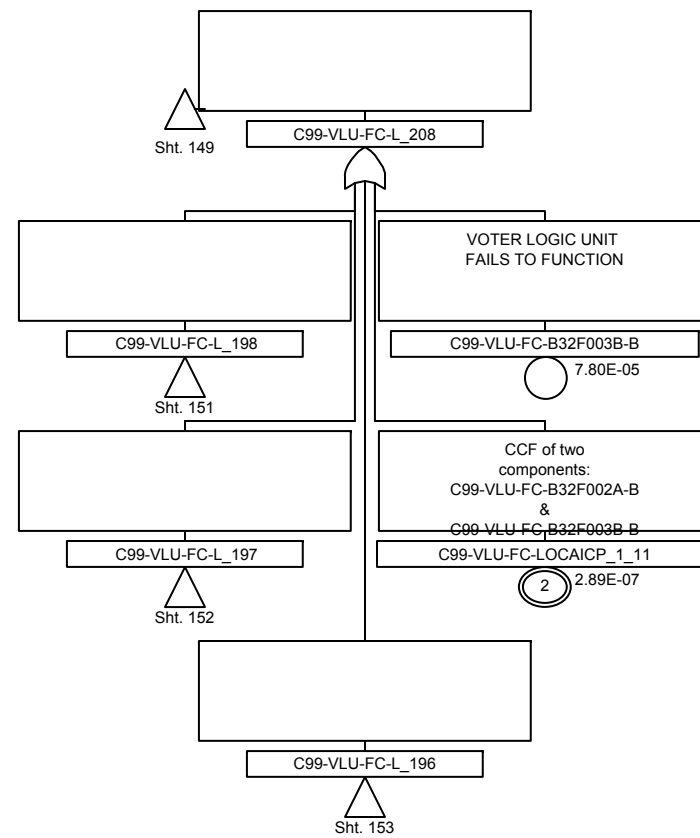 C99-VLU-FC-L_208
Sht. 149
VOTER LOGIC UNIT
FAILS TO FUNCTION
C99-VLU-FC-L_198
C99-VLU-FC-B32F003B-B
7.80E-05
Sht. 151
CCF of two
components:
C99-VLU-FC-B32F002A-B
&
C99-VLU-FC-B32F003B-B
C99-VLU-FC-L_197
C99-VLU-FC-LOCAICP_1_11
2
2.89E-07
Sht. 152
C99-VLU-FC-L_196
Sht. 153